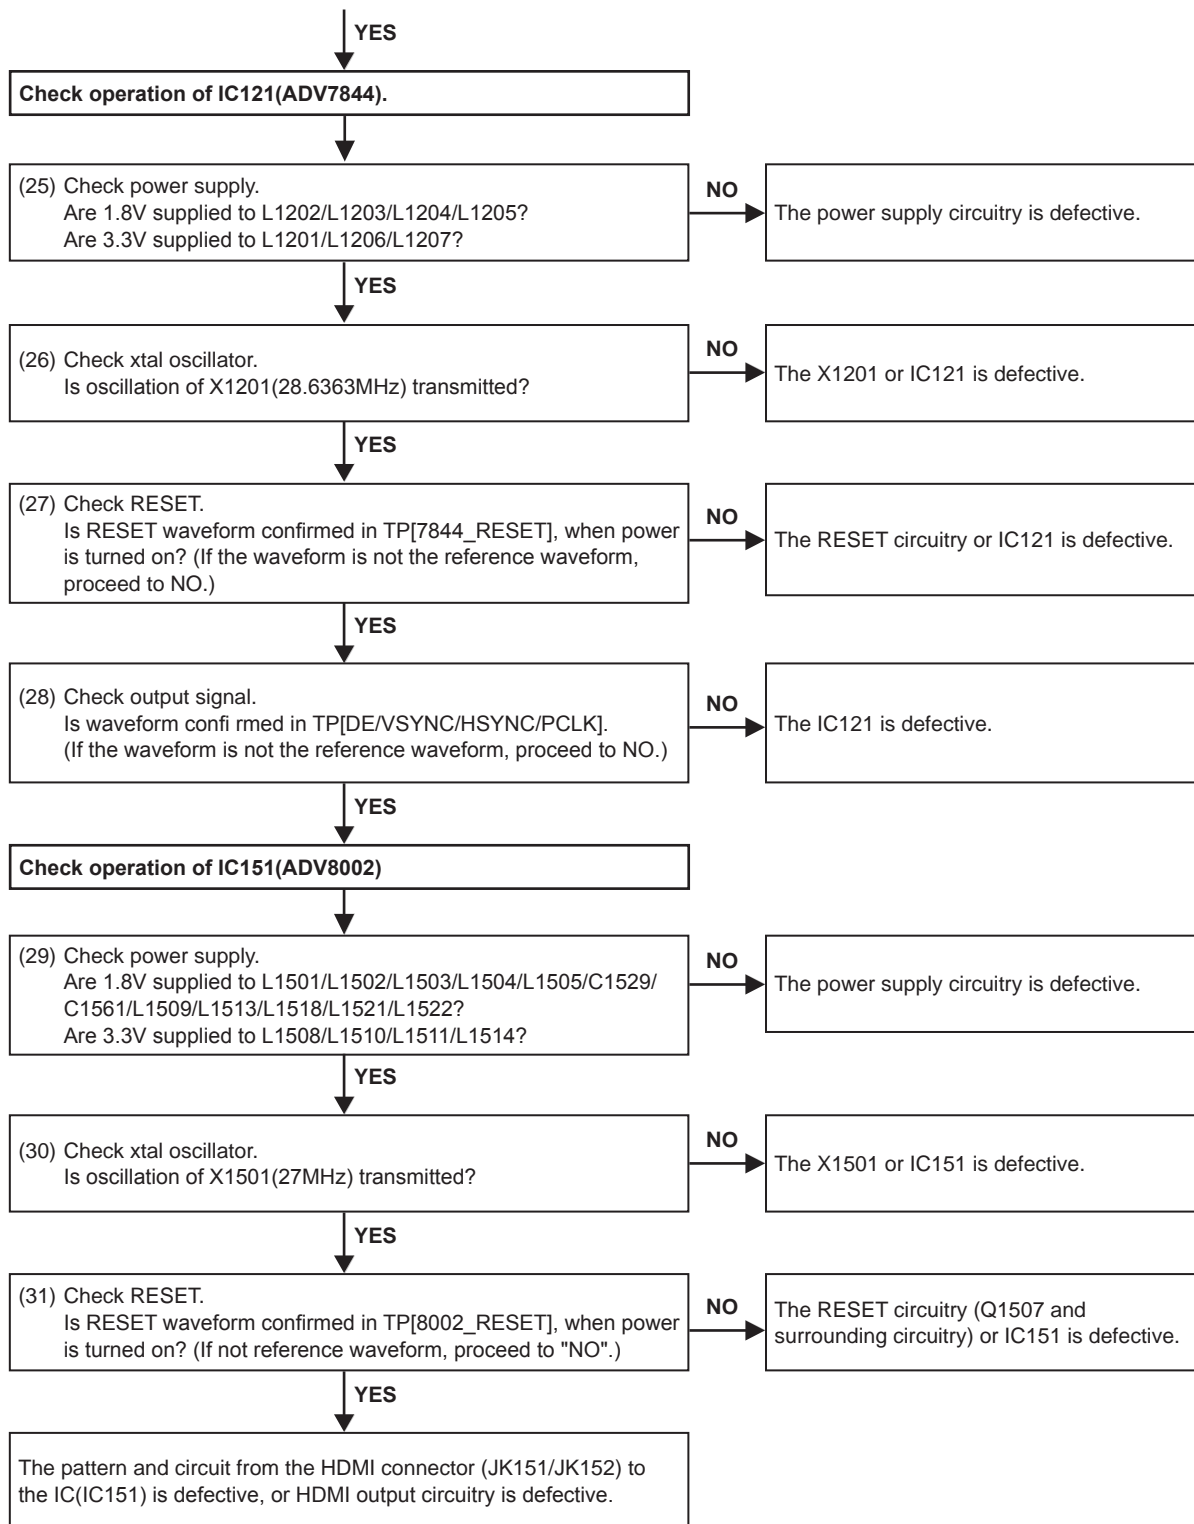 YES
Check operation of IC121(ADV7844).
(25) Check power supply.
Are 1.8V supplied to L1202/L1203/L1204/L1205?
Are 3.3V supplied to L1201/L1206/L1207?
NO
The power supply circuitry is defective.
YES
(26) Check xtal oscillator.
Is oscillation of X1201(28.6363MHz) transmitted?
NO
The X1201 or IC121 is defective.
YES
(27) Check RESET.
Is RESET waveform confirmed in TP[7844_RESET], when power
is turned on? (If the waveform is not the reference waveform,
proceed to NO.)
NO
The RESET circuitry or IC121 is defective.
YES
(28) Check output signal.
Is waveform confi rmed in TP[DE/VSYNC/HSYNC/PCLK].
(If the waveform is not the reference waveform, proceed to NO.)
NO
The IC121 is defective.
YES
Check operation of IC151(ADV8002)
(29) Check power supply.
Are 1.8V supplied to L1501/L1502/L1503/L1504/L1505/C1529/
C1561/L1509/L1513/L1518/L1521/L1522?
Are 3.3V supplied to L1508/L1510/L1511/L1514?
NO
The power supply circuitry is defective.
YES
(30) Check xtal oscillator.
Is oscillation of X1501(27MHz) transmitted?
NO
The X1501 or IC151 is defective.
YES
(31) Check RESET.
Is RESET waveform confirmed in TP[8002_RESET], when power
is turned on? (If not reference waveform, proceed to "NO".)
NO
The RESET circuitry (Q1507 and
surrounding circuitry) or IC151 is defective.
YES
The pattern and circuit from the HDMI connector (JK151/JK152) to
the IC(IC151) is defective, or HDMI output circuitry is defective.